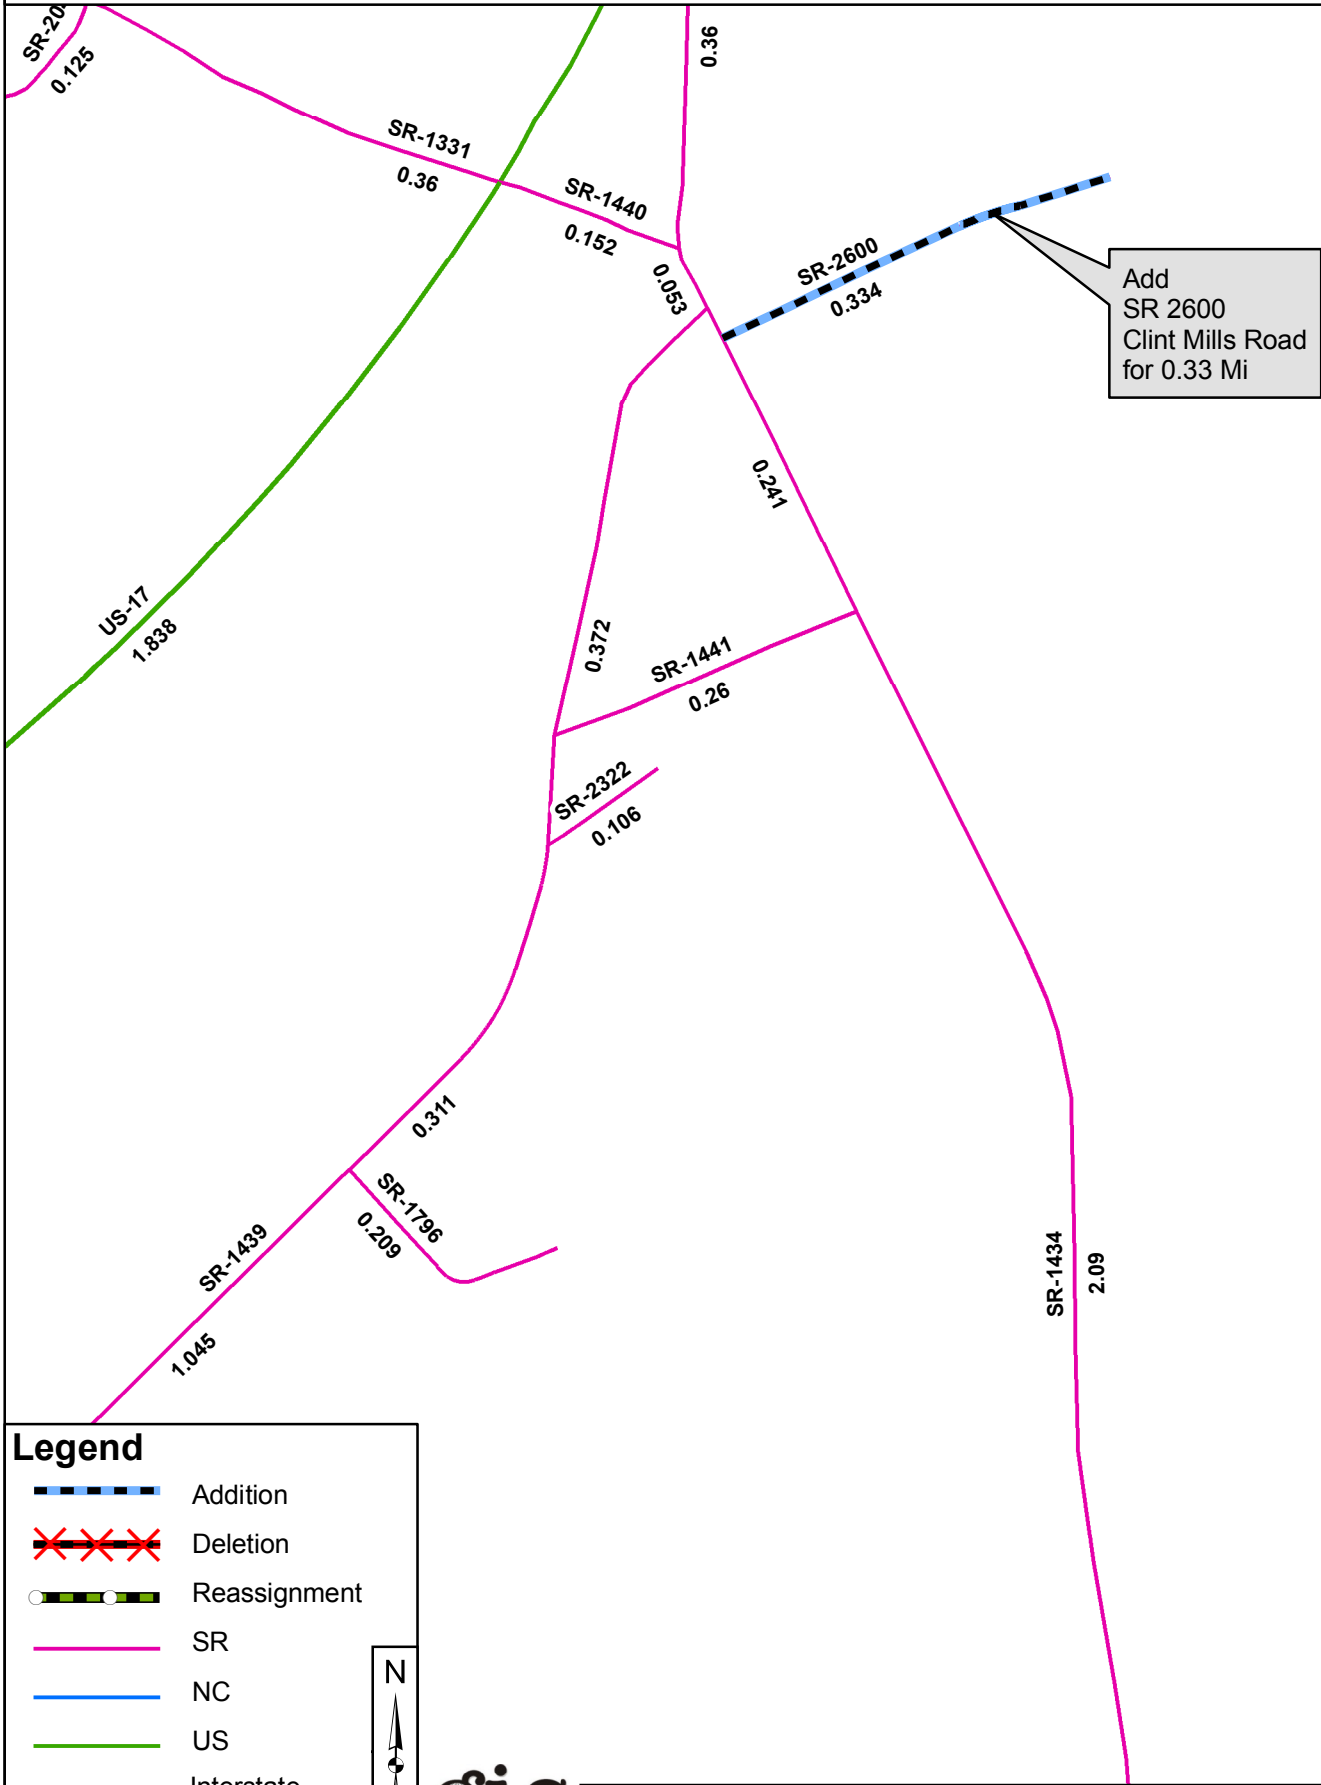 SR-20
0.125
0.36
SR-1331
0.36
SR-1440
0.152
0.053
SR-2600
0.334
Add
SR 2600
Clint Mills Road
for 0.33 Mi
0.241
US-17
1.838
0.372
SR-1441
0.26
SR-2322
0.106
0.311
SR-1796
0.209
SR-1439
1.045
SR-1434
2.09
Legend
Addition
Deletion
Reassignment
SR
NC
US
Interstate
N